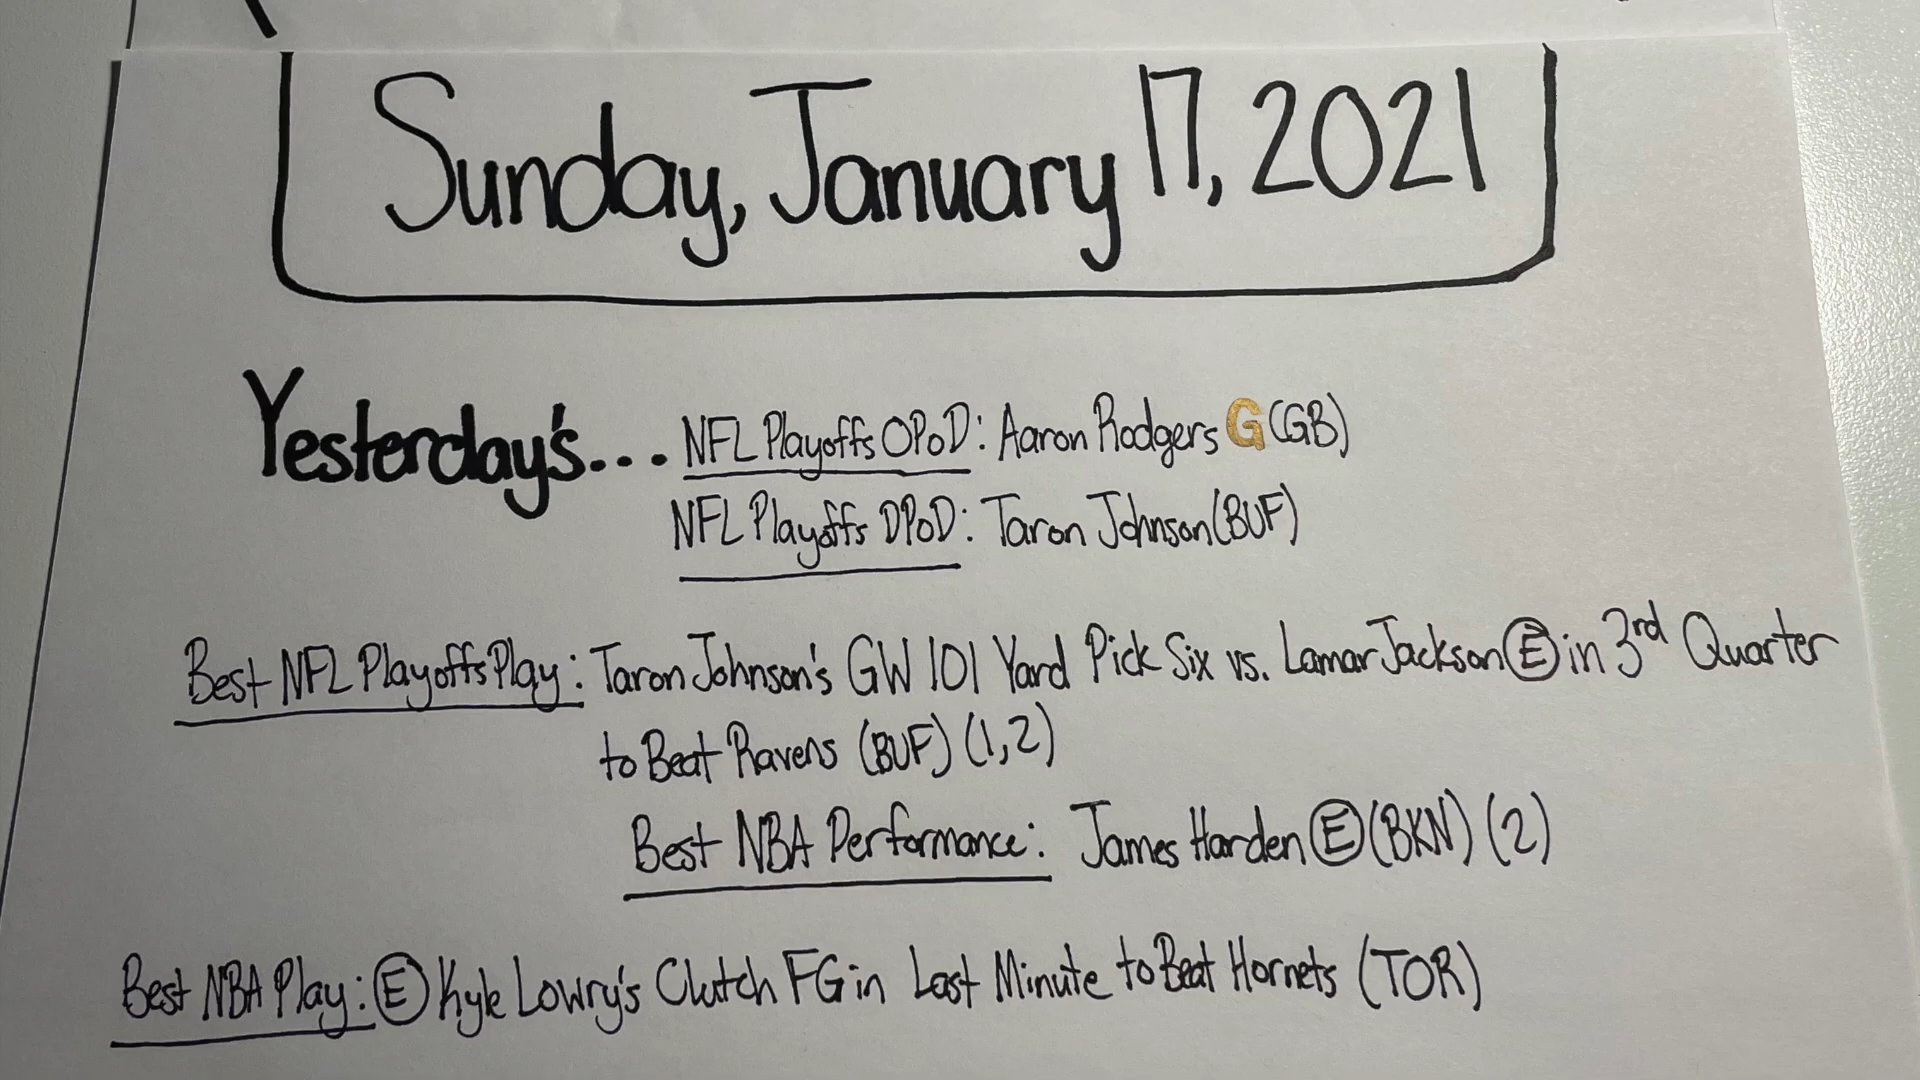 Sunday, January 17, 2021
Yesterday's... NFL Playoffs OPoD: Aaron Rodgers G (GB)
NFL Playoffs DPoD: Taron Johnson (BUF)
Best NFL Playoffs Play: Taron Johnson's GW 101 Yard Pick Six vs. Lamar Jackson Ⓔ in 3rd Quarter
to Beat Ravens (BUF) (1,2)
Best NBA Performance: James Harden Ⓔ (BKN) (2)
Best NBA Play: Ⓔ Kyle Lowry's Clutch FG in Last Minute to Beat Hornets (TOR)